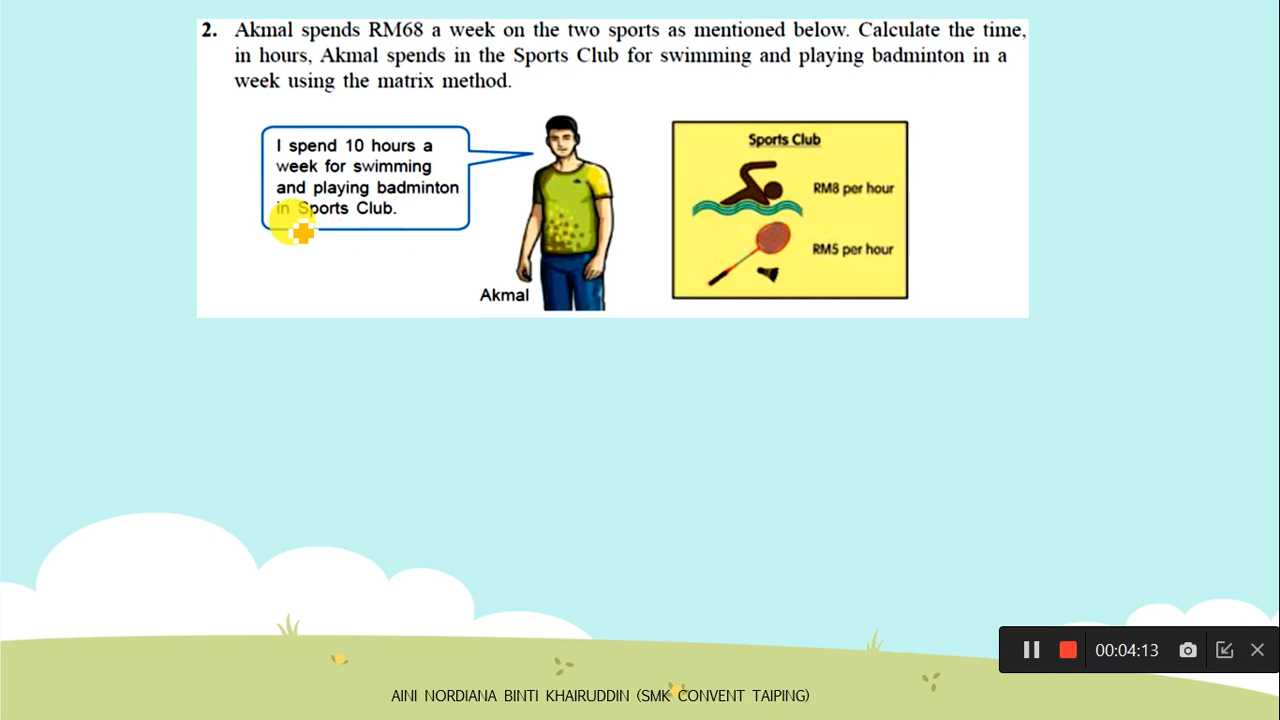 2. Akmal spends RM68 a week on the two sports as mentioned below. Calculate the time,
in hours, Akmal spends in the Sports Club for swimming and playing badminton in a
week using the matrix method.
I spend 10 hours a
week for swimming
and playing badminton
in Sports Club.
Akmal
Sports Club
RM8 per hour
RM5 per hour
00:04:13
AINI NORDIANA BINTI KHAIRUDDIN (SMK CONVENT TAIPING)